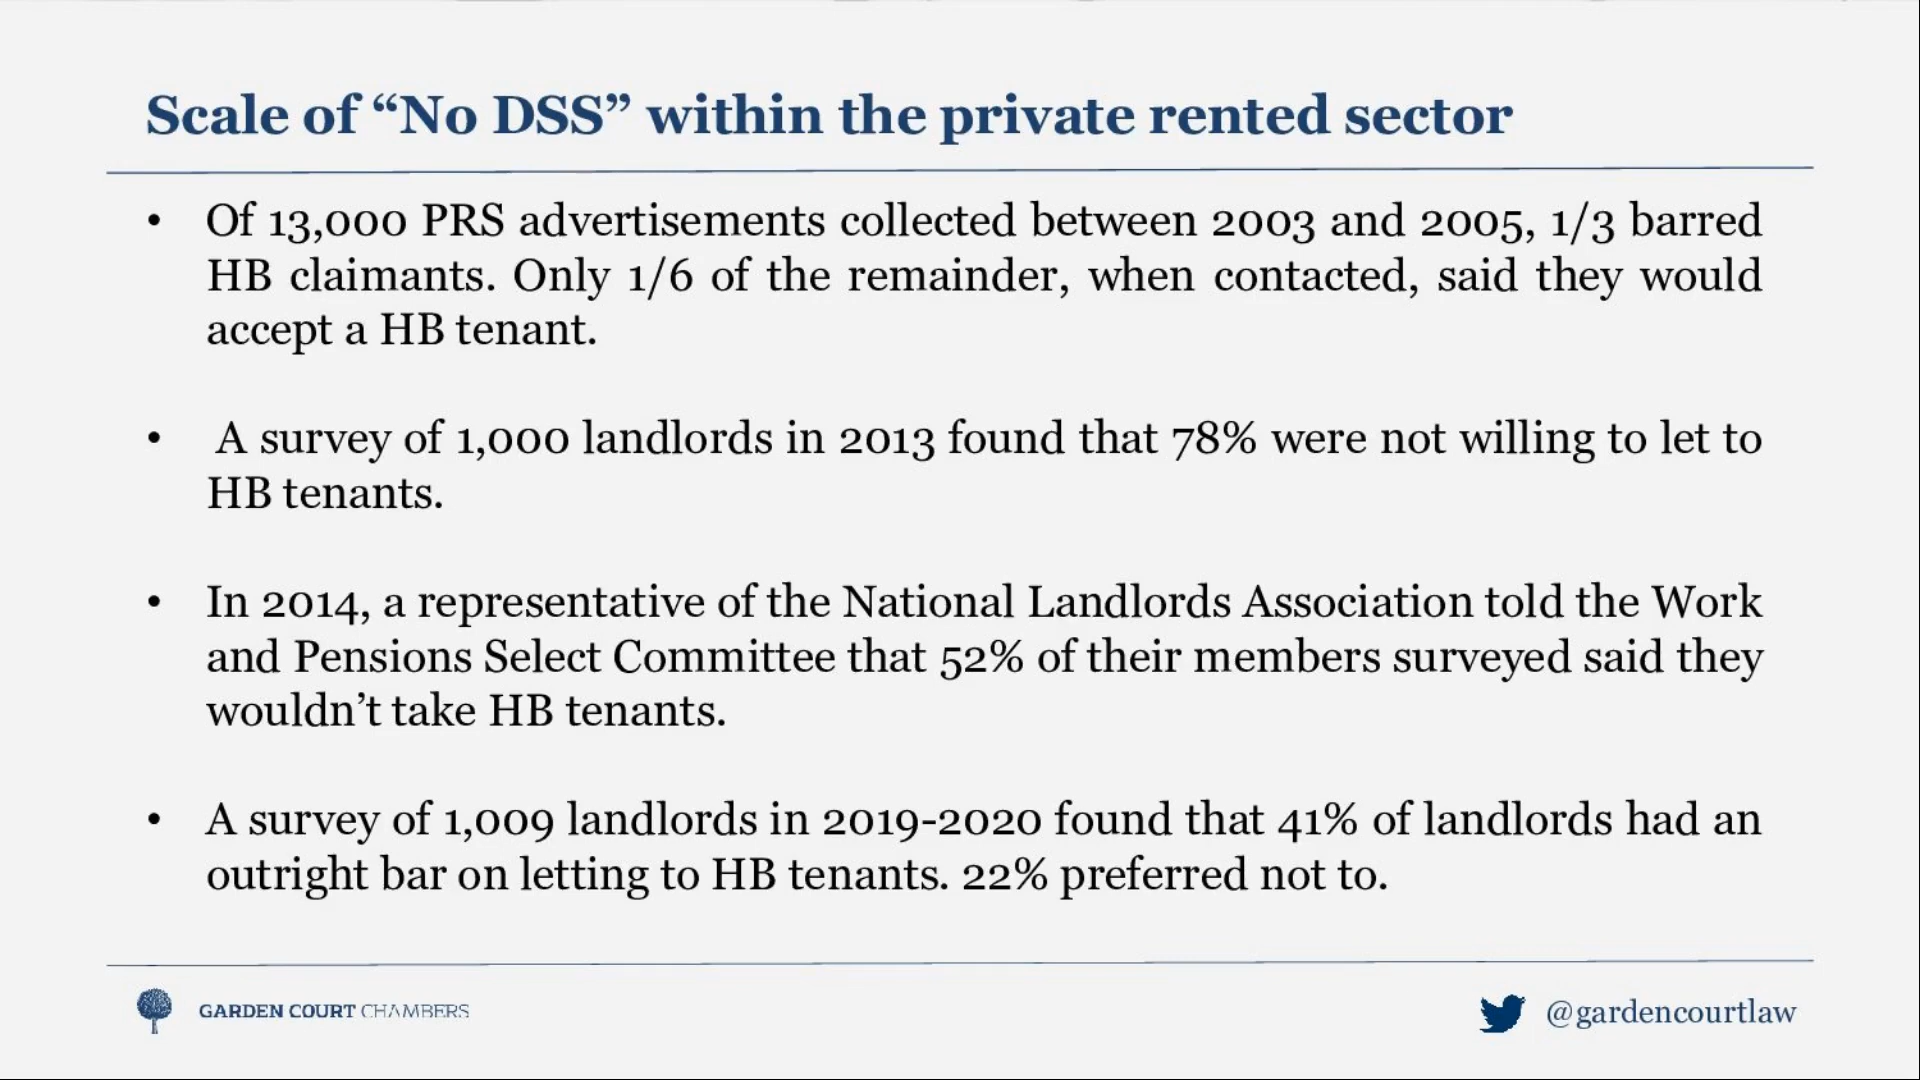 Scale of “No DSS” within the private rented sector
• Of 13,000 PRS advertisements collected between 2003 and 2005, 1/3 barred
HB claimants. Only 1/6 of the remainder, when contacted, said they would
accept a HB tenant.
• A survey of 1,000 landlords in 2013 found that 78% were not willing to let to
HB tenants.
• In 2014, a representative of the National Landlords Association told the Work
and Pensions Select Committee that 52% of their members surveyed said they
wouldn’t take HB tenants.
• A survey of 1,009 landlords in 2019-2020 found that 41% of landlords had an
outright bar on letting to HB tenants. 22% preferred not to.
GARDEN COURT CHAMBERS
@gardencourtlaw